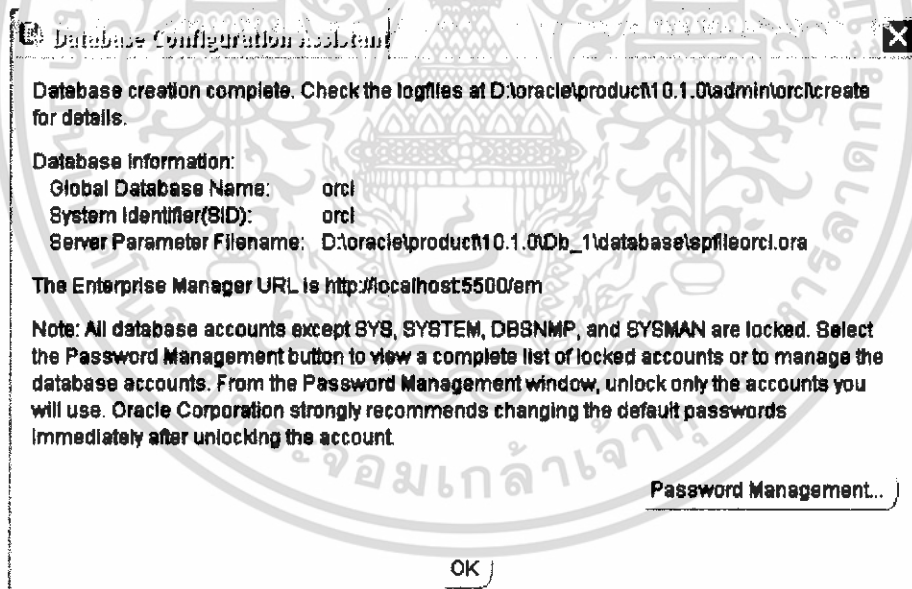 Database Configuration Assistant
Database creation complete. Check the logfiles at D:\oracle\product\10.1.0\admin\orcl\create
for details.
Database Information:
Global Database Name: orcl
System Identifier(SID): orcl
Server Parameter Filename: D:\oracle\product\10.1.0\Db_1\database\spfileorcl.ora
The Enterprise Manager URL is http://localhost:5500/em
Note: All database accounts except SYS, SYSTEM, DBSNMP, and SYSMAN are locked. Select
the Password Management button to view a complete list of locked accounts or to manage the
database accounts. From the Password Management window, unlock only the accounts you
will use. Oracle Corporation strongly recommends changing the default passwords
immediately after unlocking the account.
Password Management...
OK